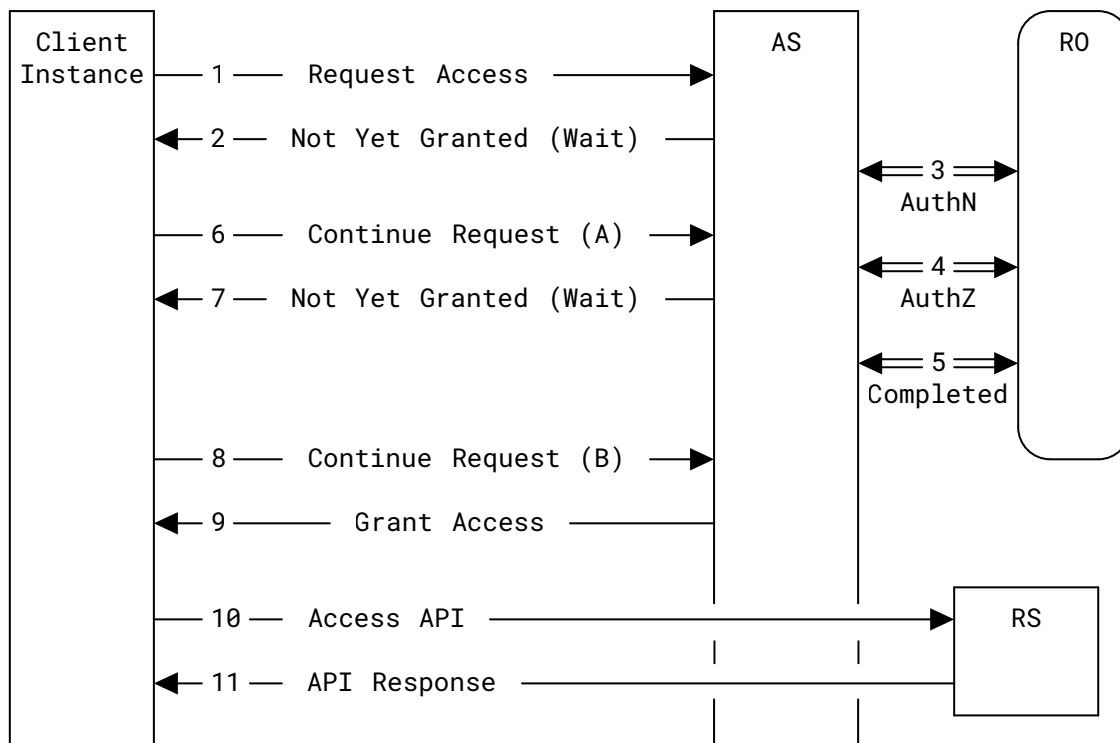 Client
Instance
AS
RO
1 Request Access
2 Not Yet Granted (Wait)
3
AuthN
6 Continue Request (A)
4
AuthZ
7 Not Yet Granted (Wait)
5
Completed
8 Continue Request (B)
9 Grant Access
10 Access API
RS
11 API Response